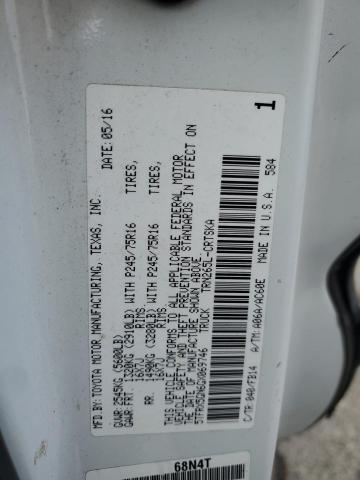 MFD. BY: TOYOTA MOTOR MANUFACTURING, TEXAS, INC. DATE: 05/16
GVWR: 2545KG (5600LB)
GAWR: FRT. 1320KG (2910LB) WITH P245/75R16 TIRES,
16X7J RIMS,
RR. 1490KG (3280LB) WITH P245/75R16 TIRES,
16X7J RIMS,
THIS VEHICLE CONFORMS TO ALL APPLICABLE FEDERAL MOTOR
VEHICLE SAFETY AND THEFT PREVENTION STANDARDS IN EFFECT ON
THE DATE OF MANUFACTURE SHOWN ABOVE.
5TFRX5GN6GX069746 TRUCK TRN265L-CRTSKA
C/TR:040/FB14 A/TM: A06A/AC60E MADE IN U.S.A. 584
1
68N4T